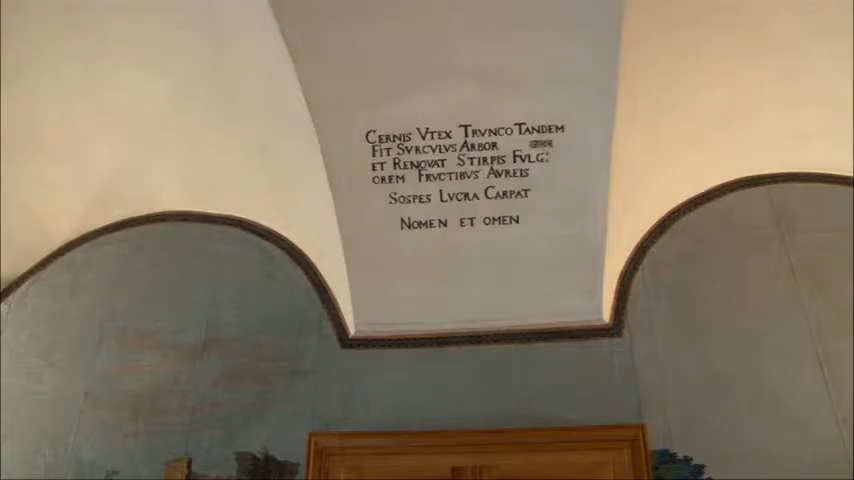 CERNIS VTEX TRVNCO TANDEM
FIT SVRCVLVS ARBOR
ET RENOVAT STIRPIS FVLG:
OREM FRVCTIBVS AVREIS
SOSPES LVCRA CARPAT
NOMEN ET OMEN